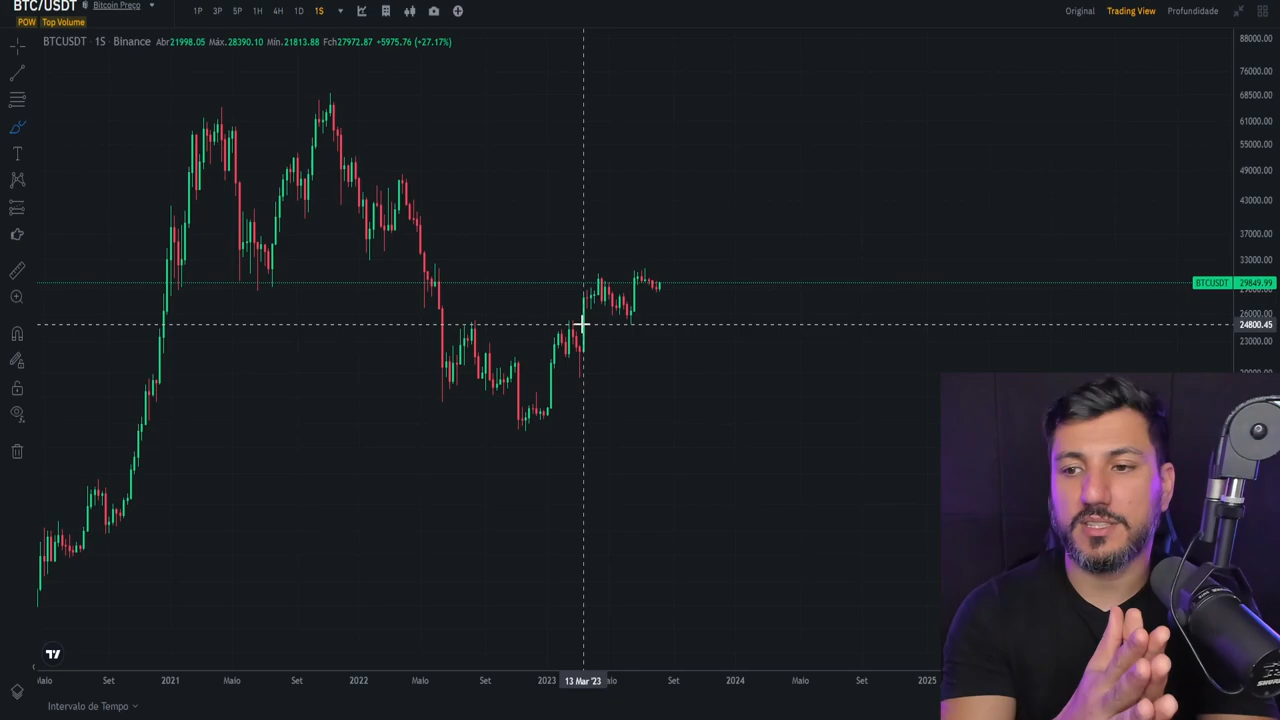 BTC/USDT Bitcoin Preço
POW Top Volume
1P 3P 5P 1H 4H 1D 1S
Original Trading View Profundidade
BTCUSDT · 1S · Binance Abr21998.05 Máx.28390.10 Mín.21813.88 Fch27972.87 +5975.76 (+27.17%)
88000.00
76000.00
68500.00
61000.00
55000.00
49000.00
43000.00
37000.00
33000.00
BTCUSDT 29849.99
26000.00
24800.45
23000.00
Maio Set 2021 Maio Set 2022 Maio Set 2023 13 Mar '23 Set 2024 Maio Set 2025
Intervalo de Tempo